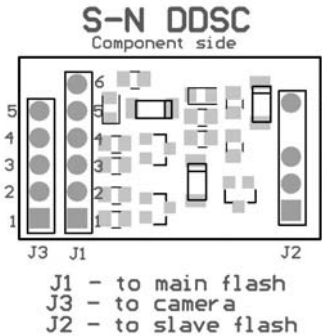 S-N DDSC
Component side
6
5 5
4 4
3 3
2 2
1 1
J3 J1 J2
J1 - to main flash
J3 - to camera
J2 - to slave flash